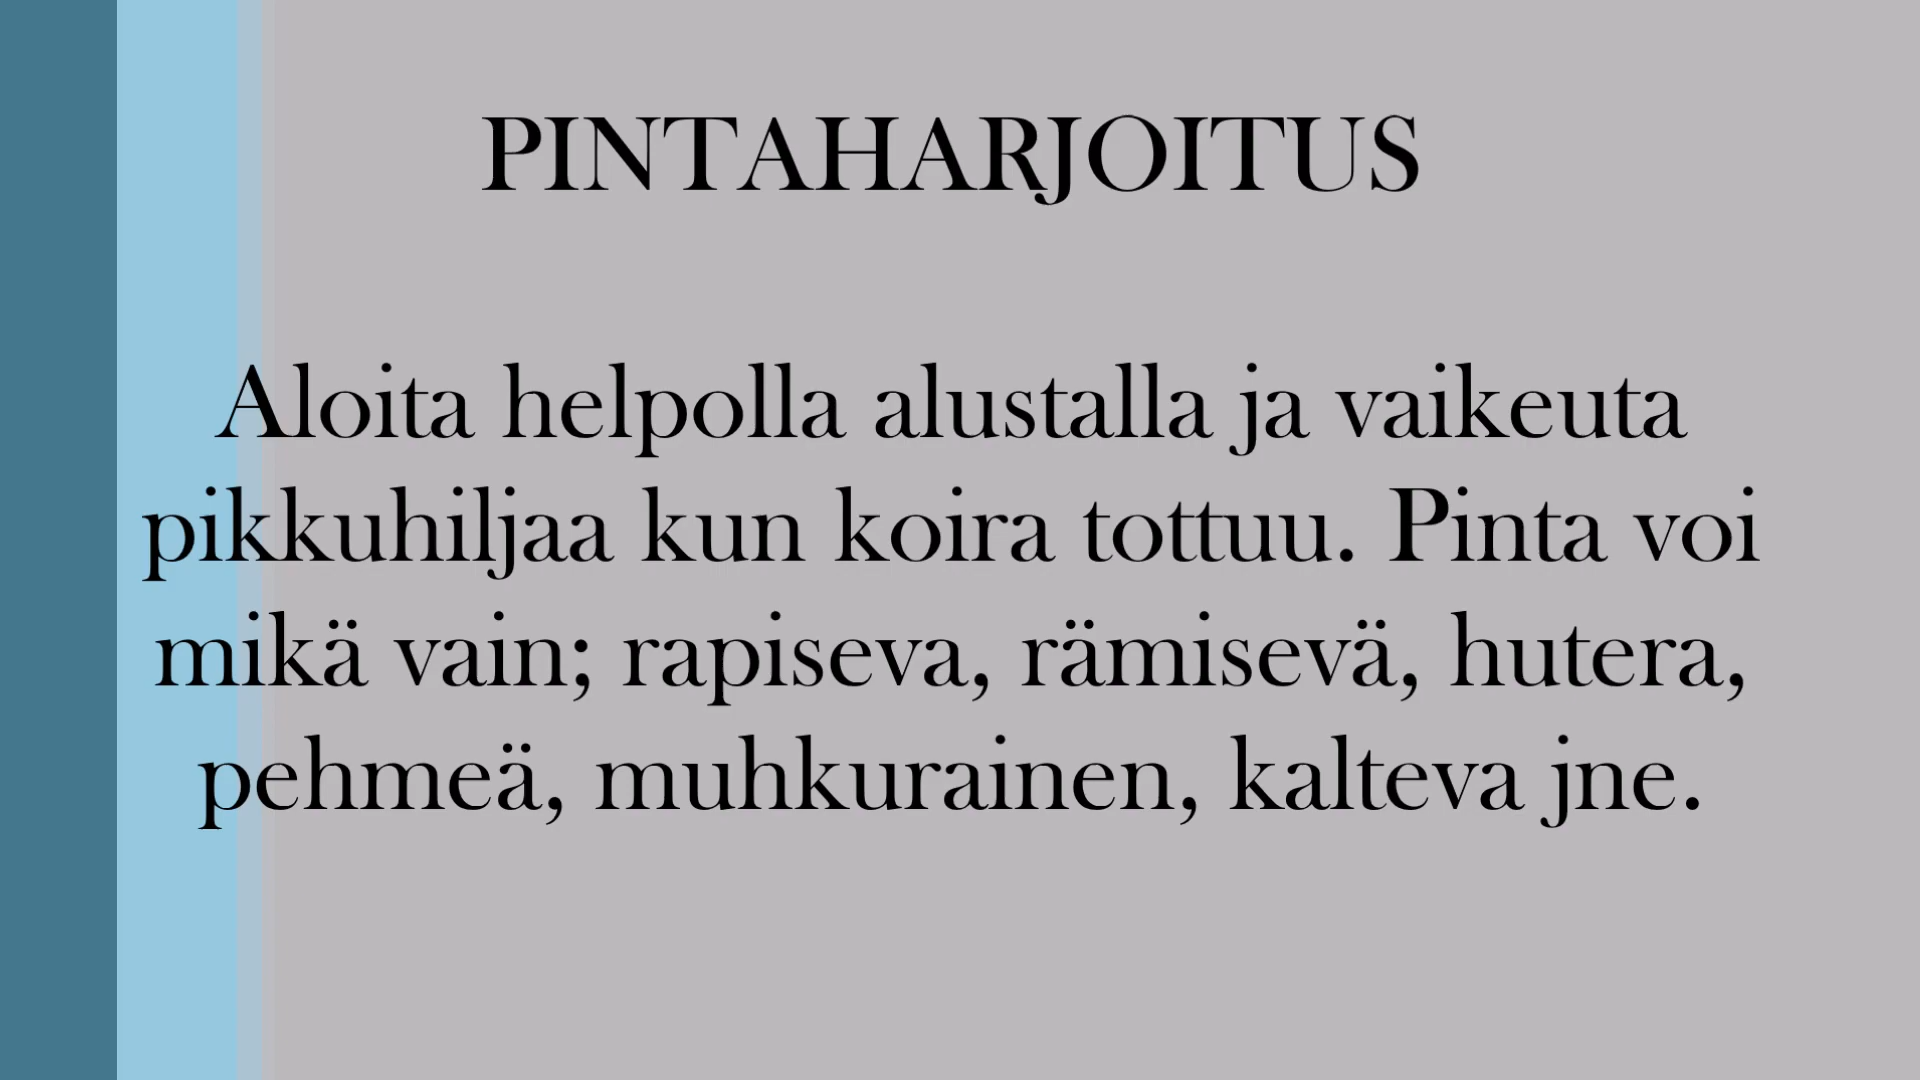 PINTAHARJOITUS
Aloita helpolla alustalla ja vaikeuta
pikkuhiljaa kun koira tottuu. Pinta voi
mikä vain; rapiseva, rämisevä, hutera,
pehmeä, muhkurainen, kalteva jne.